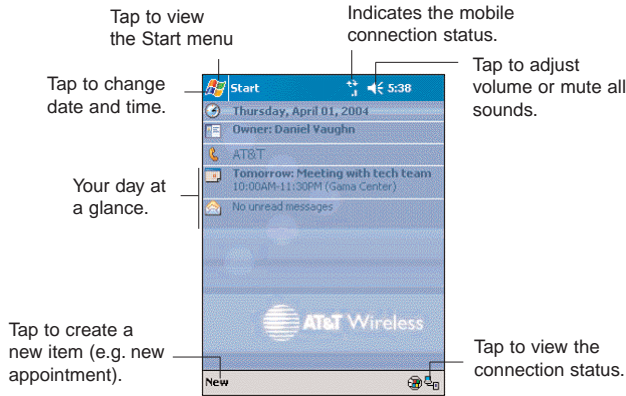 Tap to view
the Start menu
Indicates the mobile
connection status.
Tap to change
date and time.
Tap to adjust
volume or mute all
sounds.
Start
5:38
Thursday, April 01, 2004
Owner: Daniel Vaughn
AT&T
Your day at
a glance.
Tomorrow: Meeting with tech team
10:00AM-11:30PM (Gama Center)
No unread messages
AT&T Wireless
Tap to create a
new item (e.g. new
appointment).
Tap to view the
connection status.
New